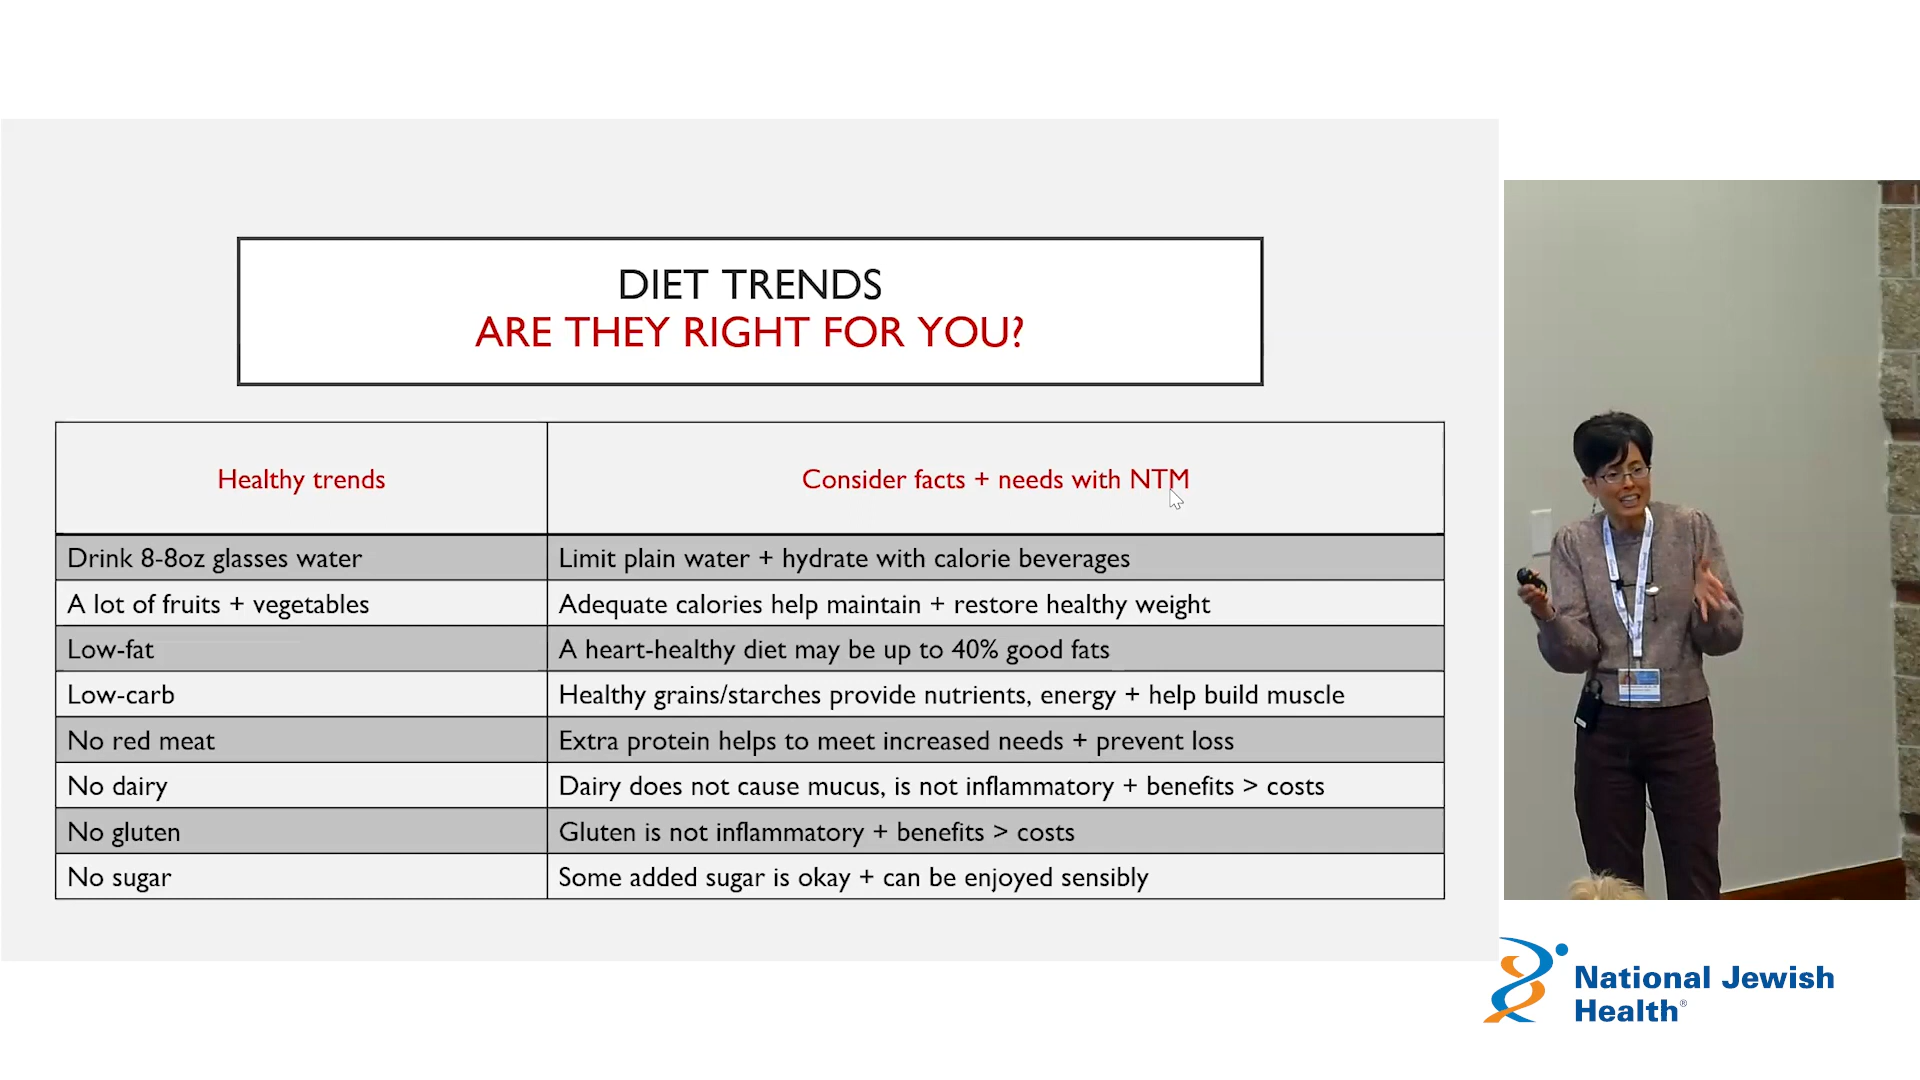 DIET TRENDS
ARE THEY RIGHT FOR YOU?
Healthy trends
Consider facts + needs with NTM
Drink 8-8oz glasses water
Limit plain water + hydrate with calorie beverages
A lot of fruits + vegetables
Adequate calories help maintain + restore healthy weight
Low-fat
A heart-healthy diet may be up to 40% good fats
Low-carb
Healthy grains/starches provide nutrients, energy + help build muscle
No red meat
Extra protein helps to meet increased needs + prevent loss
No dairy
Dairy does not cause mucus, is not inflammatory + benefits > costs
No gluten
Gluten is not inflammatory + benefits > costs
No sugar
Some added sugar is okay + can be enjoyed sensibly
National Jewish
Health®